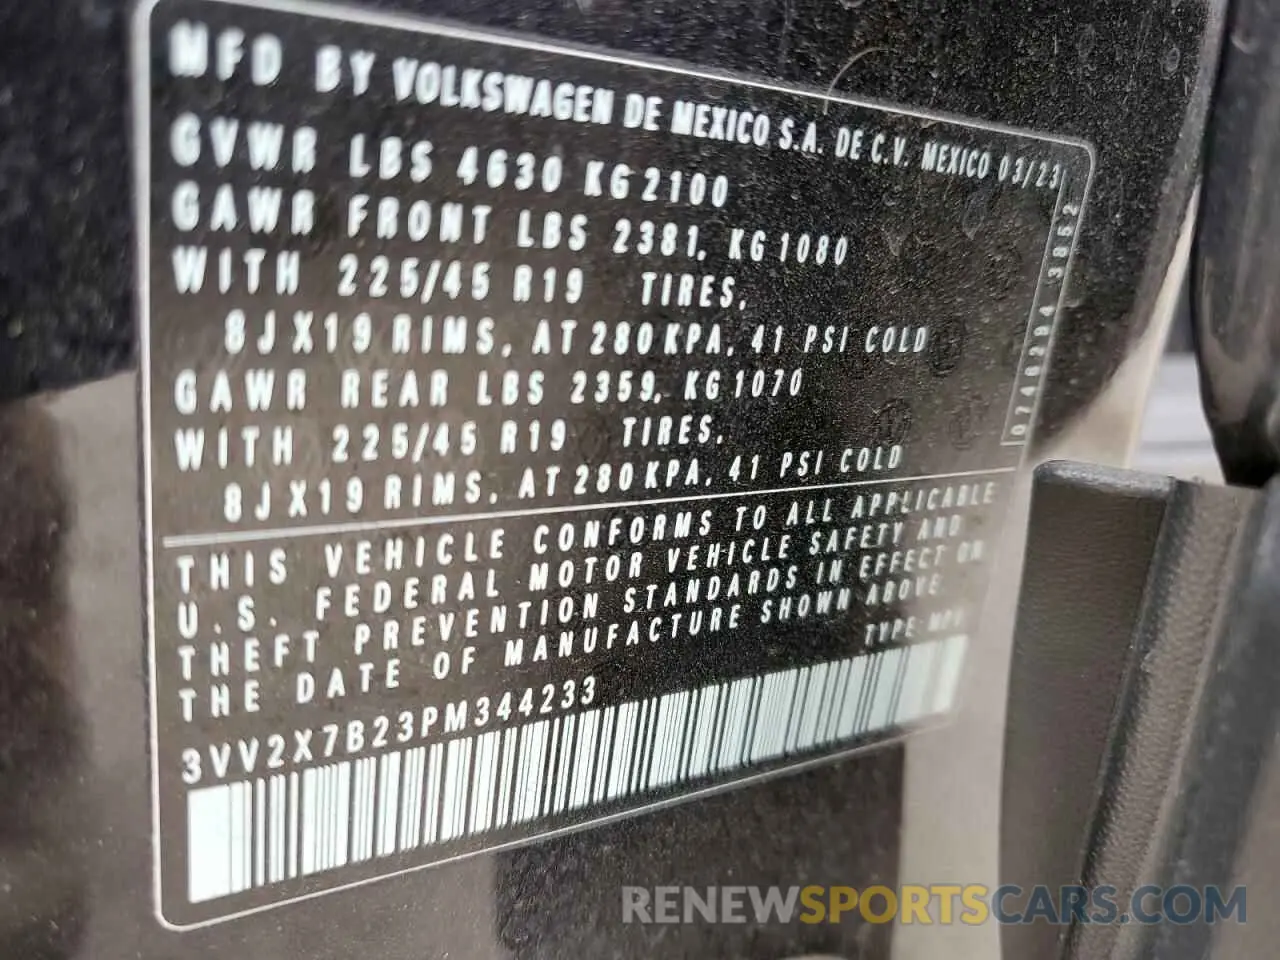 MFD BY VOLKSWAGEN DE MEXICO S.A. DE C.V. MEXICO 03/23
GVWR LBS 4630 KG 2100
GAWR FRONT LBS 2381, KG 1080
WITH 225/45 R19 TIRES,
8J X19 RIMS, AT 280 KPA, 41 PSI COLD
GAWR REAR LBS 2359, KG 1070
WITH 225/45 R19 TIRES,
8J X19 RIMS, AT 280 KPA, 41 PSI COLD
THIS VEHICLE CONFORMS TO ALL APPLICABLE
U.S. FEDERAL MOTOR VEHICLE SAFETY AND
THEFT PREVENTION STANDARDS IN EFFECT ON
THE DATE OF MANUFACTURE SHOWN ABOVE
TYPE: MPV
3VV2X7B23PM344233
RENEWSPORTSCARS.COM